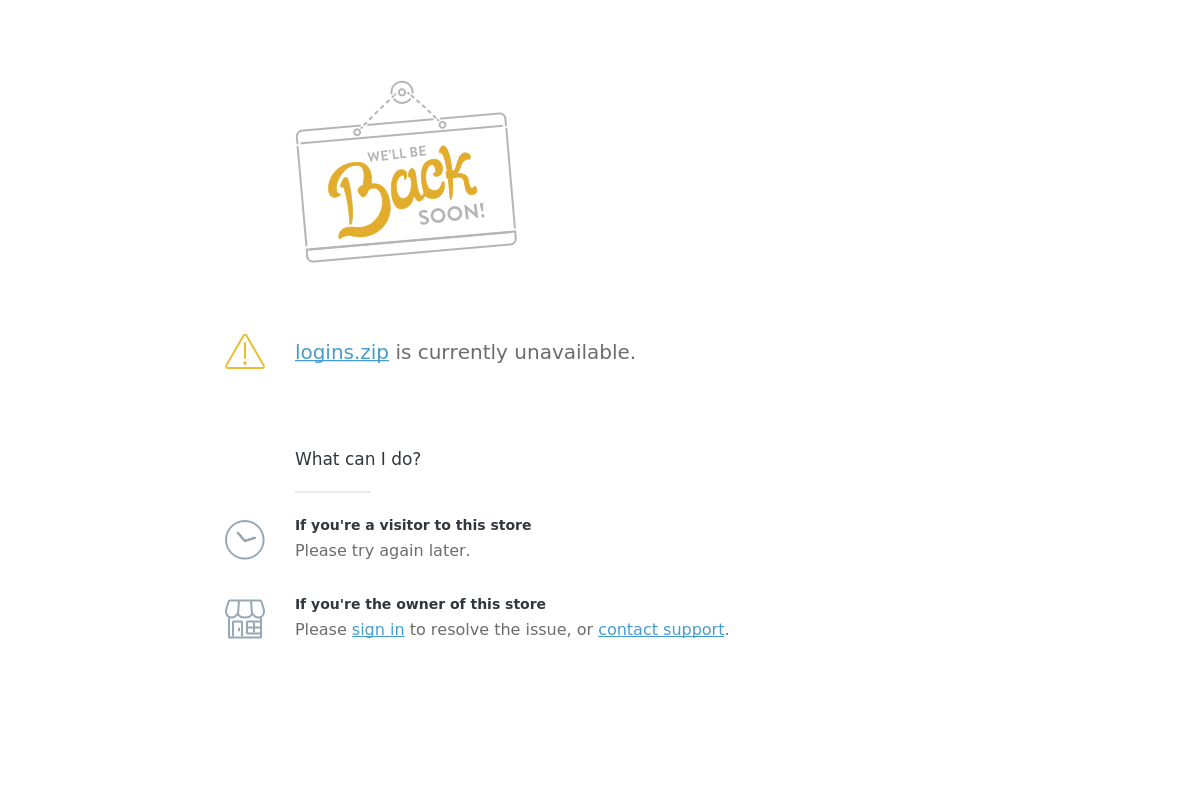 WE'LL BE
Back
SOON!
logins.zip is currently unavailable.
What can I do?
If you're a visitor to this store
Please try again later.
If you're the owner of this store
Please sign in to resolve the issue, or contact support.